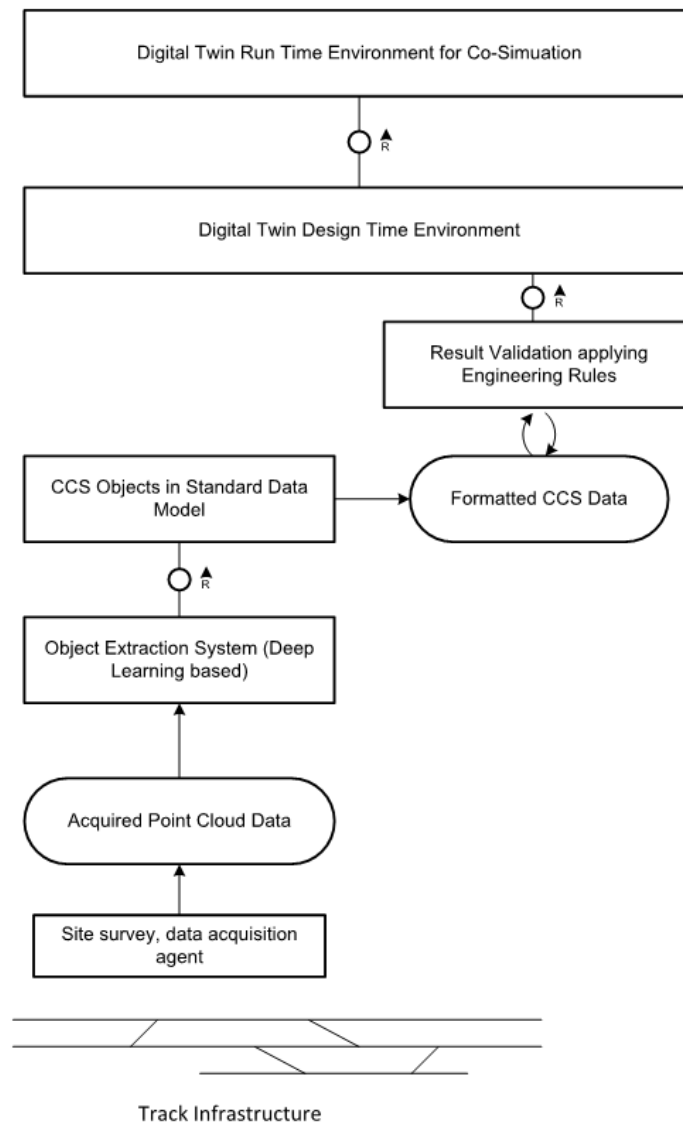 Digital Twin Run Time Environment for Co-Simuation
R
Digital Twin Design Time Environment
R
Result Validation applying
Engineering Rules
CCS Objects in Standard Data
Model
Formatted CCS Data
R
Object Extraction System (Deep
Learning based)
Acquired Point Cloud Data
Site survey, data acquisition
agent
Track Infrastructure